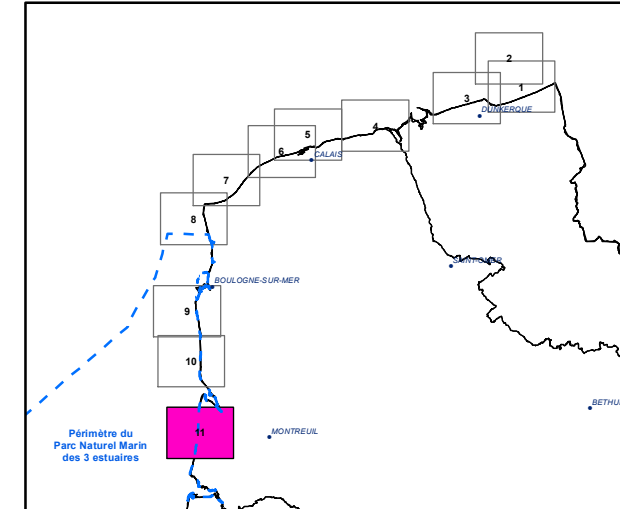 2
1
3
DUNKERQUE
4
5
6
CALAIS
7
8
SAINT-OMER
BOULOGNE-SUR-MER
9
10
BETHU
11
MONTREUIL
Périmètre du
Parc Naturel Marin
des 3 estuaires